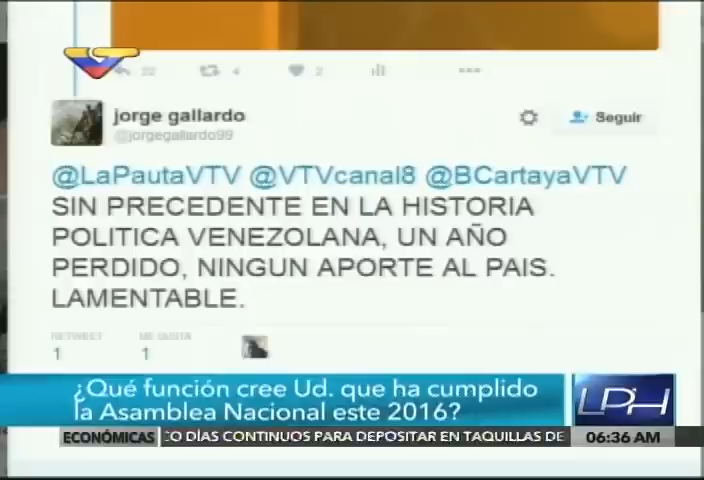 22 4 2
jorge gallardo
@jorgegallardo99
Seguir
@LaPautaVTV @VTVcanal8 @BCartayaVTV
SIN PRECEDENTE EN LA HISTORIA
POLITICA VENEZOLANA, UN AÑO
PERDIDO, NINGUN APORTE AL PAIS.
LAMENTABLE.
RETWEET ME GUSTA
1 1
¿Qué función cree Ud. que ha cumplido
la Asamblea Nacional este 2016?
LPH
ECONÓMICAS CO DÍAS CONTINUOS PARA DEPOSITAR EN TAQUILLAS DE 06:36 AM